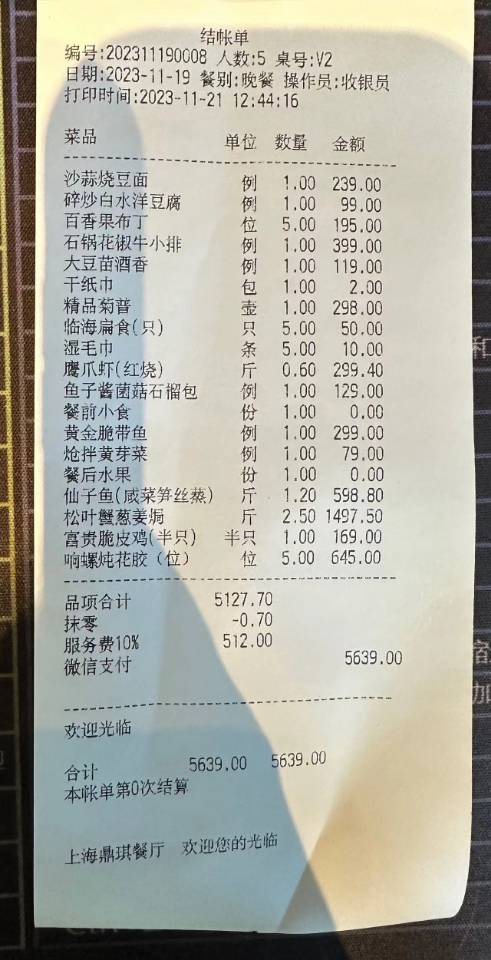 结帐单
编号:202311190008 人数:5 桌号:V2
日期:2023-11-19 餐别:晚餐 操作员:收银员
打印时间:2023-11-21 12:44:16
菜品 单位 数量 金额
沙蒜烧豆面 例 1.00 239.00
碎炒白水洋豆腐 例 1.00 99.00
百香果布丁 位 5.00 195.00
石锅花椒牛小排 例 1.00 399.00
大豆苗酒香 例 1.00 119.00
干纸巾 包 1.00 2.00
精品菊普 壶 1.00 298.00
临海扁食(只) 只 5.00 50.00
湿毛巾 条 5.00 10.00
鹰爪虾(红烧) 斤 0.60 299.40
鱼子酱菌菇石榴包 例 1.00 129.00
餐前小食 份 1.00 0.00
黄金脆带鱼 例 1.00 299.00
炝拌黄芽菜 例 1.00 79.00
餐后水果 份 1.00 0.00
仙子鱼(咸菜笋丝蒸) 斤 1.20 598.80
松叶蟹葱姜焗 斤 2.50 1497.50
富贵脆皮鸡(半只) 半只 1.00 169.00
响螺炖花胶（位） 位 5.00 645.00
品项合计 5127.70
抹零 -0.70
服务费10% 512.00
微信支付 5639.00
欢迎光临
合计 5639.00 5639.00
本帐单第0次结算
上海鼎琪餐厅 欢迎您的光临
和